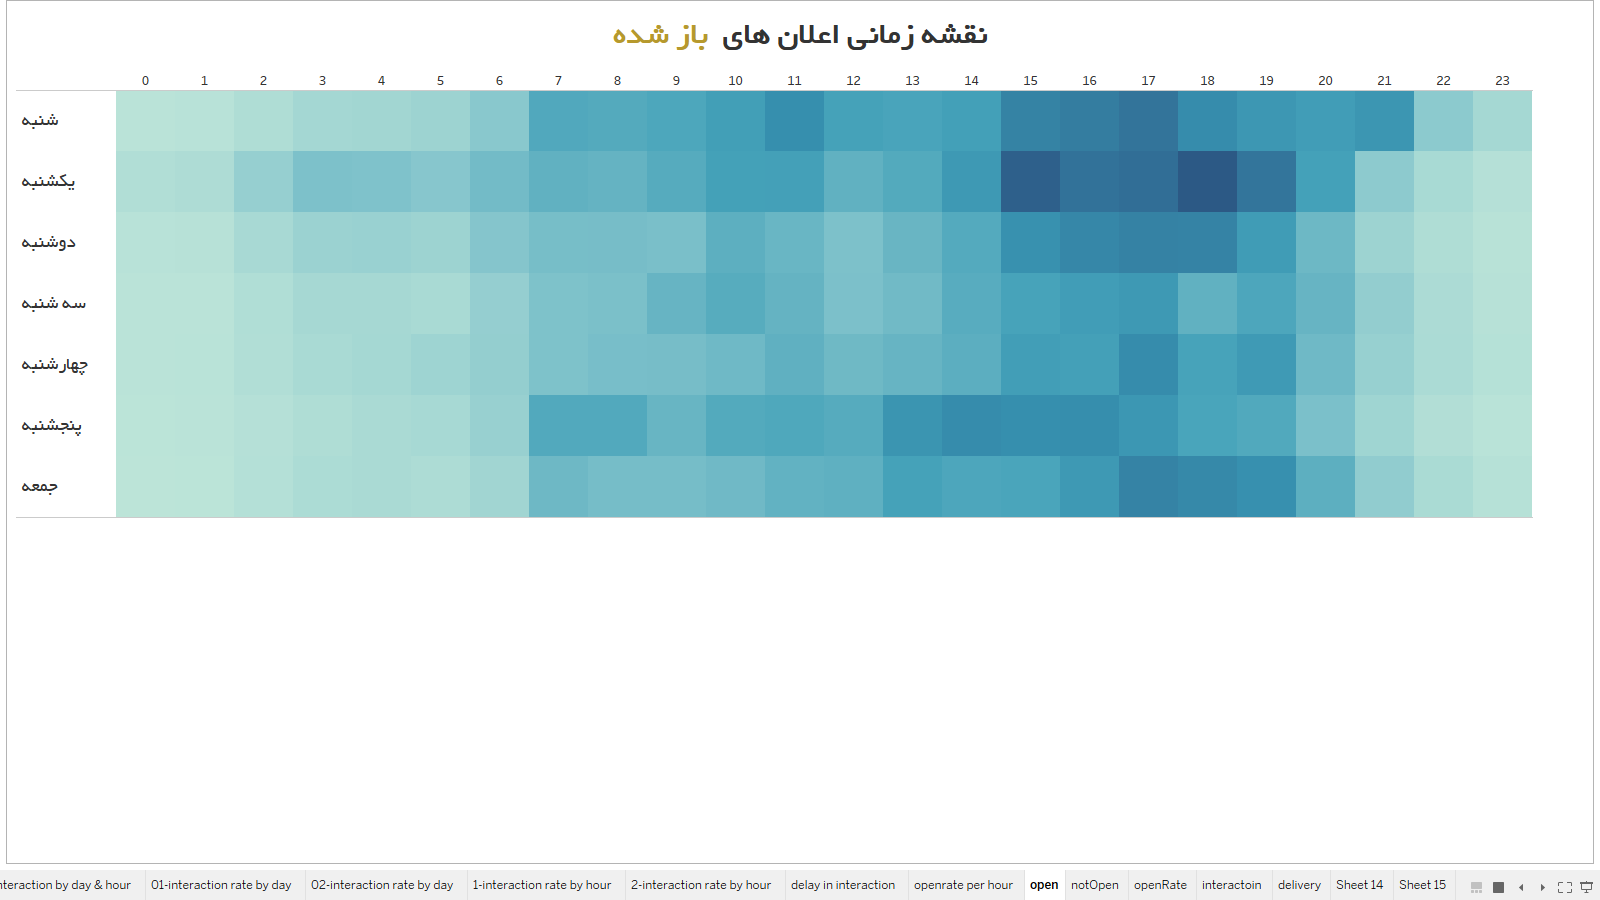 نقشه زمانی اعلان های باز شده
0 1 2 3 4 5 6 7 8 9 10 11 12 13 14 15 16 17 18 19 20 21 22 23
شنبه
یکشنبه
دوشنبه
سه شنبه
چهارشنبه
پنجشنبه
جمعه
nteraction by day & hour 01-interaction rate by day 02-interaction rate by day 1-interaction rate by hour 2-interaction rate by hour delay in interaction openrate per hour open notOpen openRate interactoin delivery Sheet 14 Sheet 15